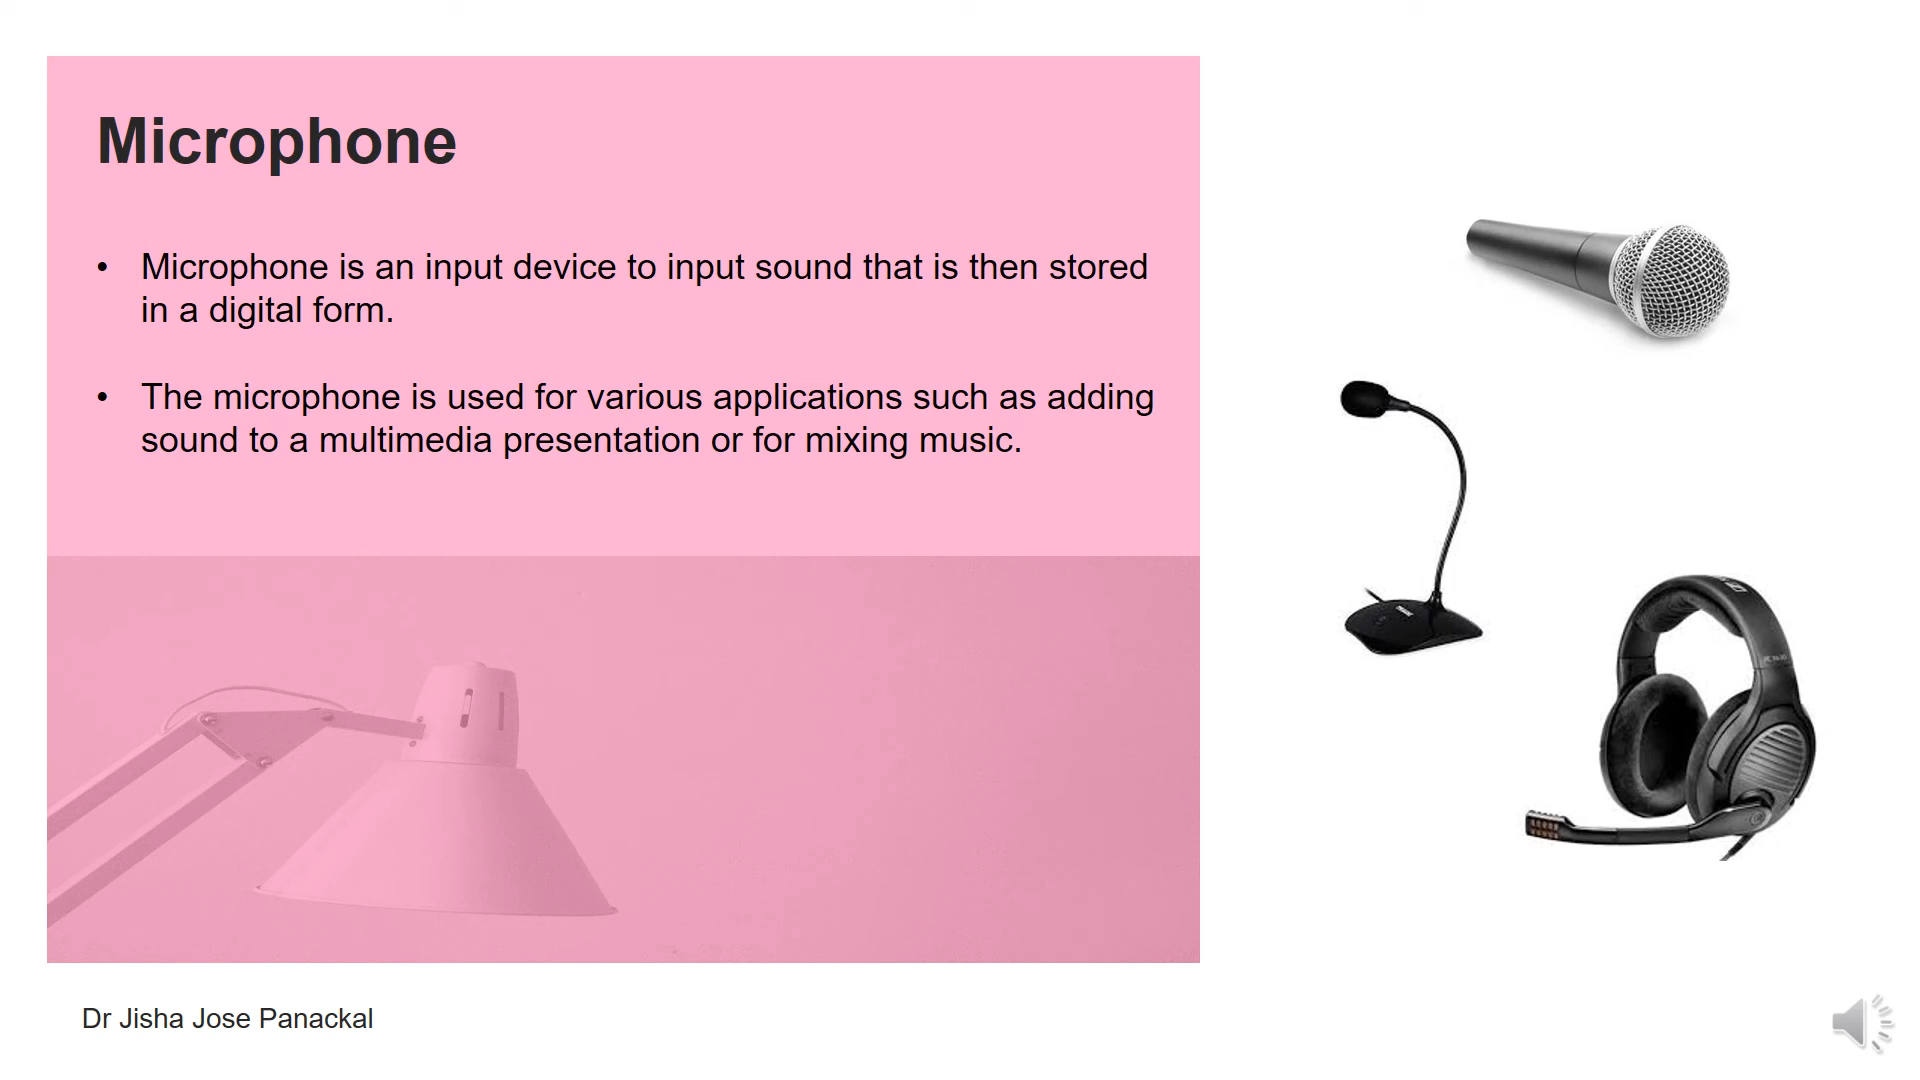 Microphone
• Microphone is an input device to input sound that is then stored
in a digital form.
• The microphone is used for various applications such as adding
sound to a multimedia presentation or for mixing music.
Dr Jisha Jose Panackal